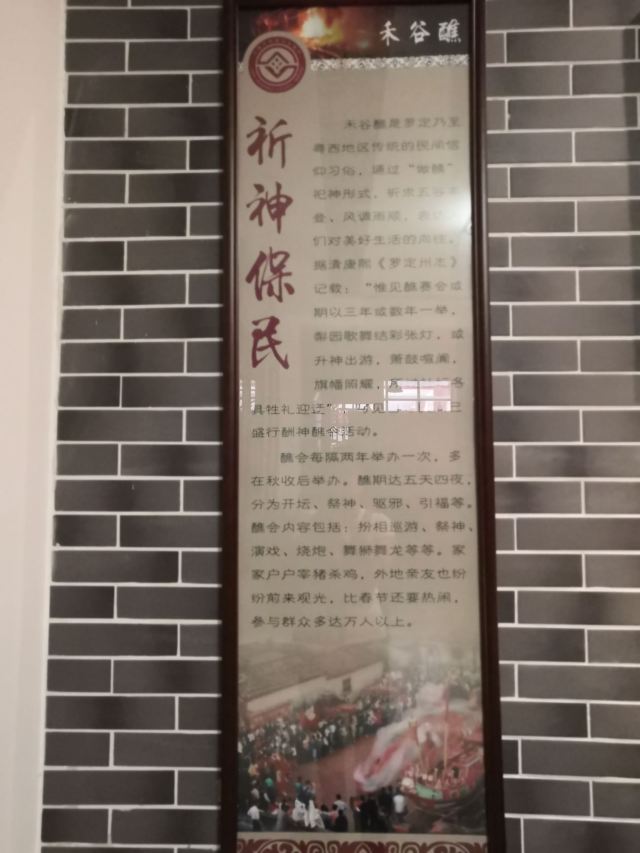 禾谷醮
祈神保民
禾谷醮是罗定乃至
粤西地区传统的民间信
仰习俗，通过“做醮”
祀神形式，祈求五谷丰
登、风调雨顺，表达
们对美好生活的向往。
据清康熙《罗定州志》
记载：“惟见醮赛会或
期以三年或数年一举，
梨园歌舞结彩张灯，或
升神出游，箫鼓喧阗，
旗幡照耀，
具牲礼迎送”，
盛行酬神醮会活动。
醮会每隔两年举办一次，多
在秋收后举办。醮期达五天四夜，
分为开坛、祭神、驱邪、引福等。
醮会内容包括：扮相巡游、祭神、
演戏、烧炮、舞狮舞龙等等。家
家户户宰猪杀鸡，外地亲友也纷
纷前来观光，比春节还要热闹，
参与群众多达万人以上。